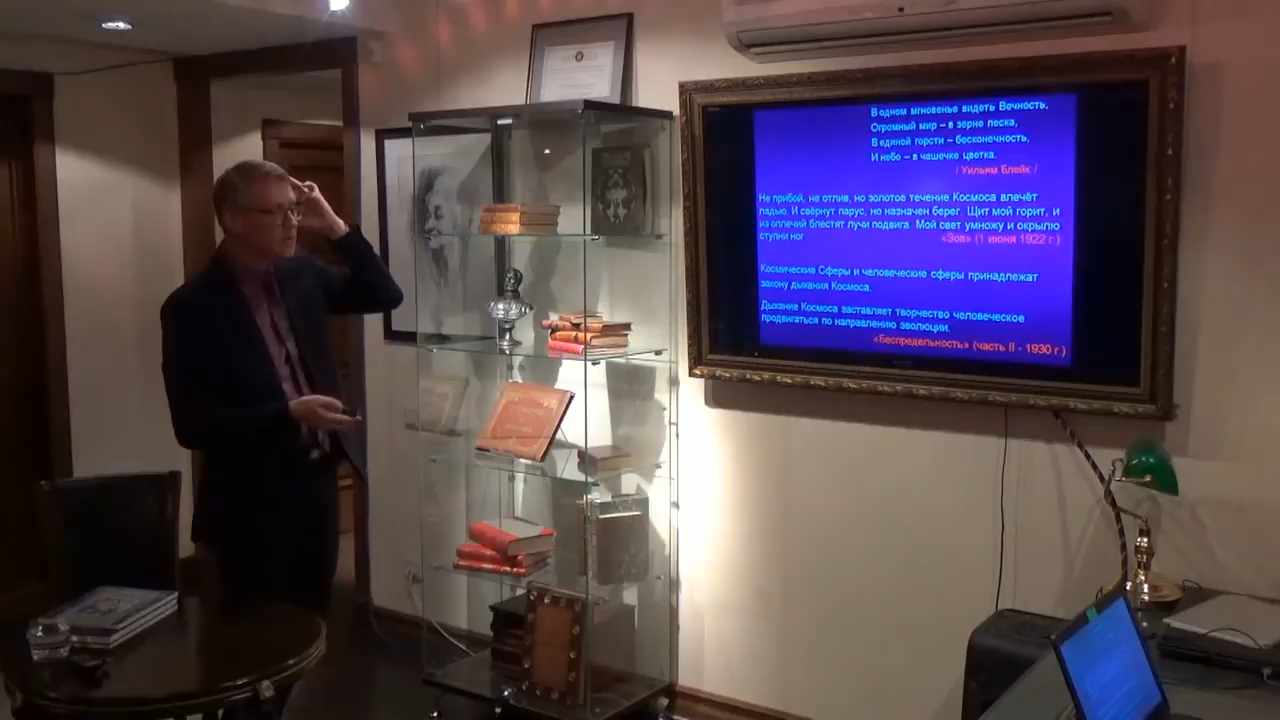 В одном мгновенье видеть Вечность,
Огромный мир – в зерне песка,
В единой горсти – бесконечность,
И небо – в чашечке цветка.
/ Уильям Блейк /
Не прибой, не отлив, но золотое течение Космоса влечёт
ладью. И свёрнут парус, но назначен берег. Щит мой горит, и
из оплечий блестят лучи подвига. Мой свет умножу и окрылю
ступни ног
«Зов» (1 июня 1922 г.)
Космические Сферы и человеческие сферы принадлежат
закону дыхания Космоса.
Дыхание Космоса заставляет творчество человеческое
продвигаться по направлению эволюции.
«Беспредельность» (часть II - 1930 г.)